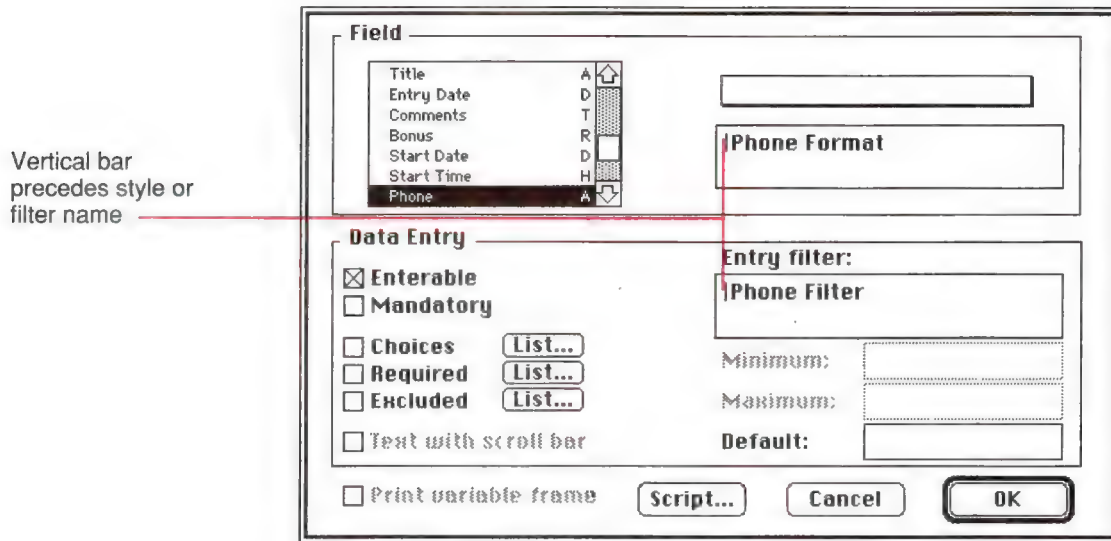 Vertical bar
precedes style or
filter name
Field
Title A
Entry Date D
Comments T
Bonus R
Start Date D
Start Time H
Phone A
|Phone Format
Data Entry
Enterable
Mandatory
Choices List...
Required List...
Excluded List...
Text with scroll bar
Entry filter:
|Phone Filter
Minimum:
Maximum:
Default:
Print variable frame Script... Cancel OK